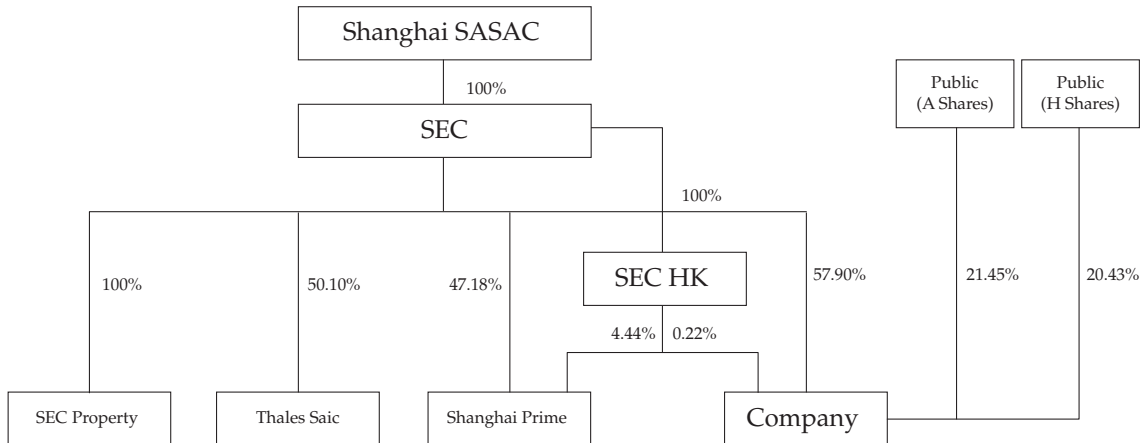 Shanghai SASAC
100%
SEC
Public
(A Shares)
Public
(H Shares)
100%
100%
50.10%
47.18%
SEC HK
57.90%
21.45%
20.43%
4.44%
0.22%
SEC Property
Thales Saic
Shanghai Prime
Company